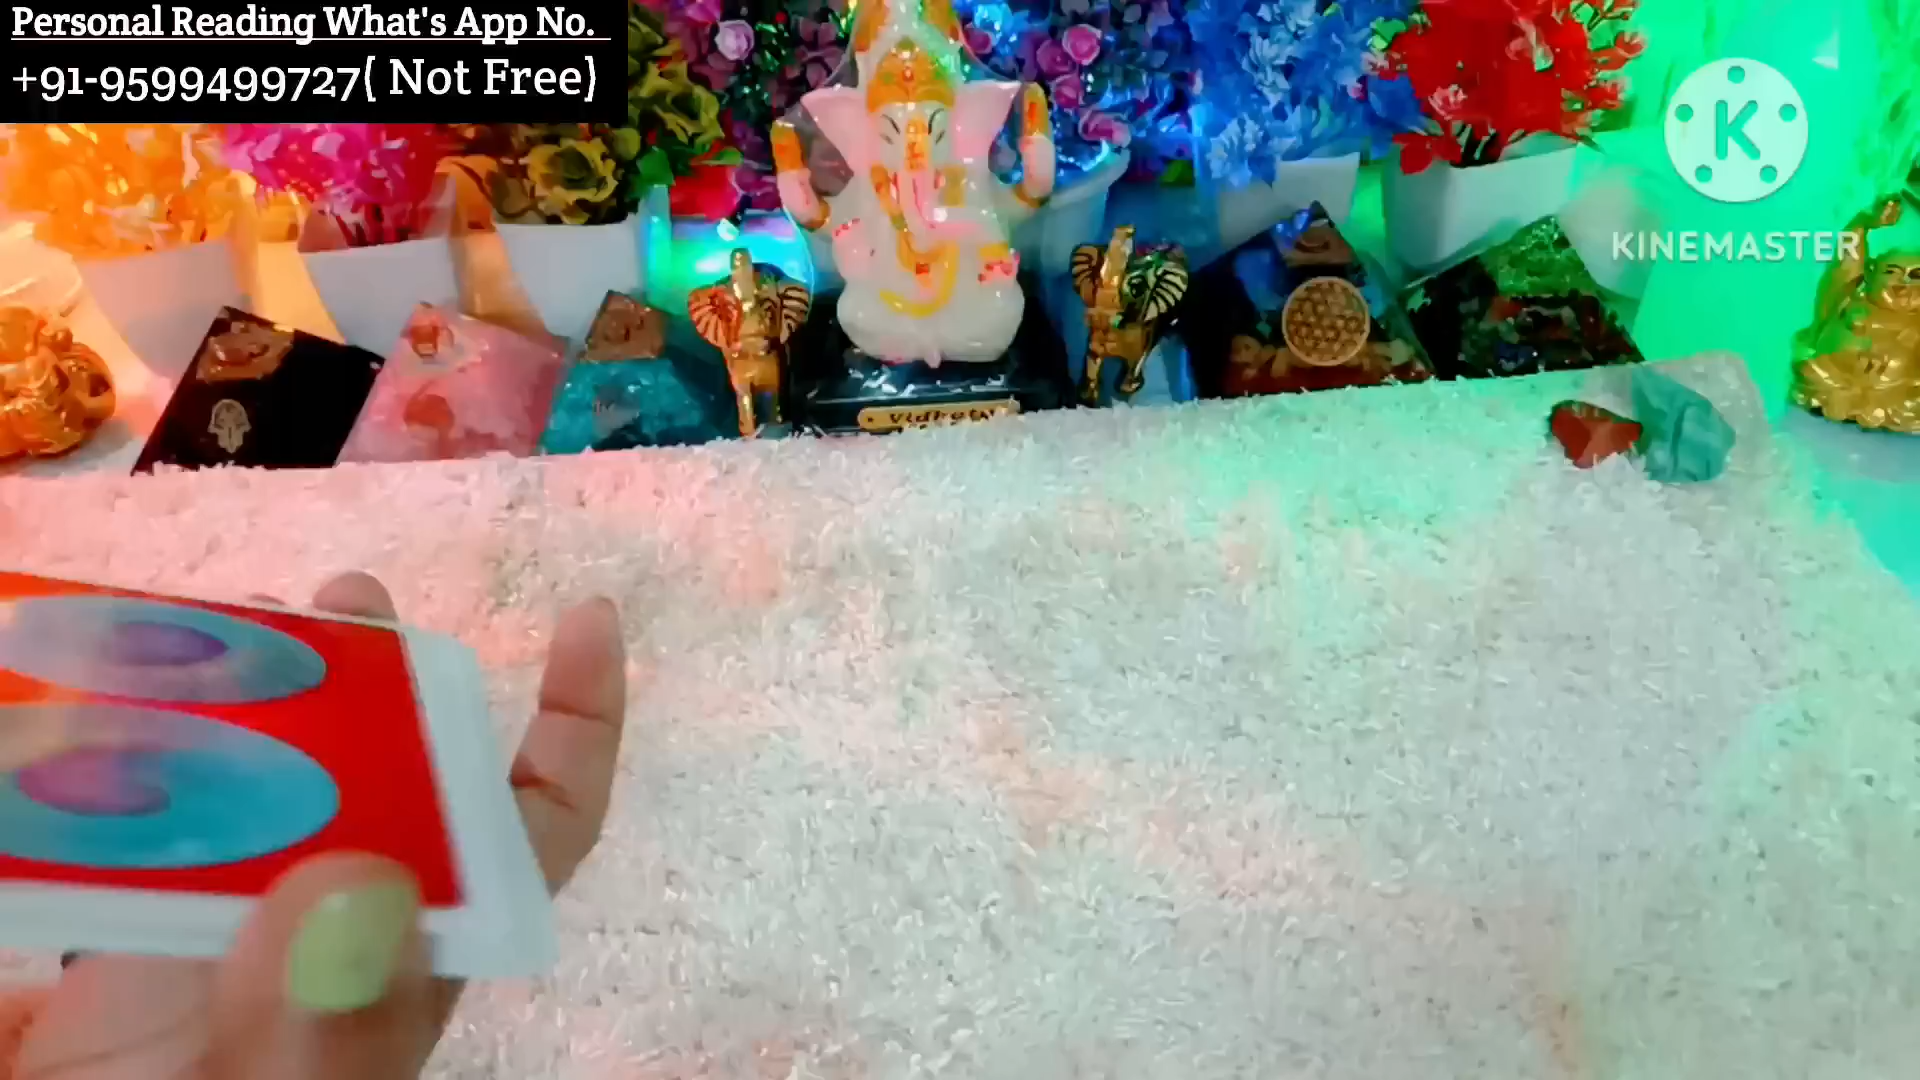 Personal Reading What's App No.
+91-9599499727( Not Free)
K
KINEMASTER